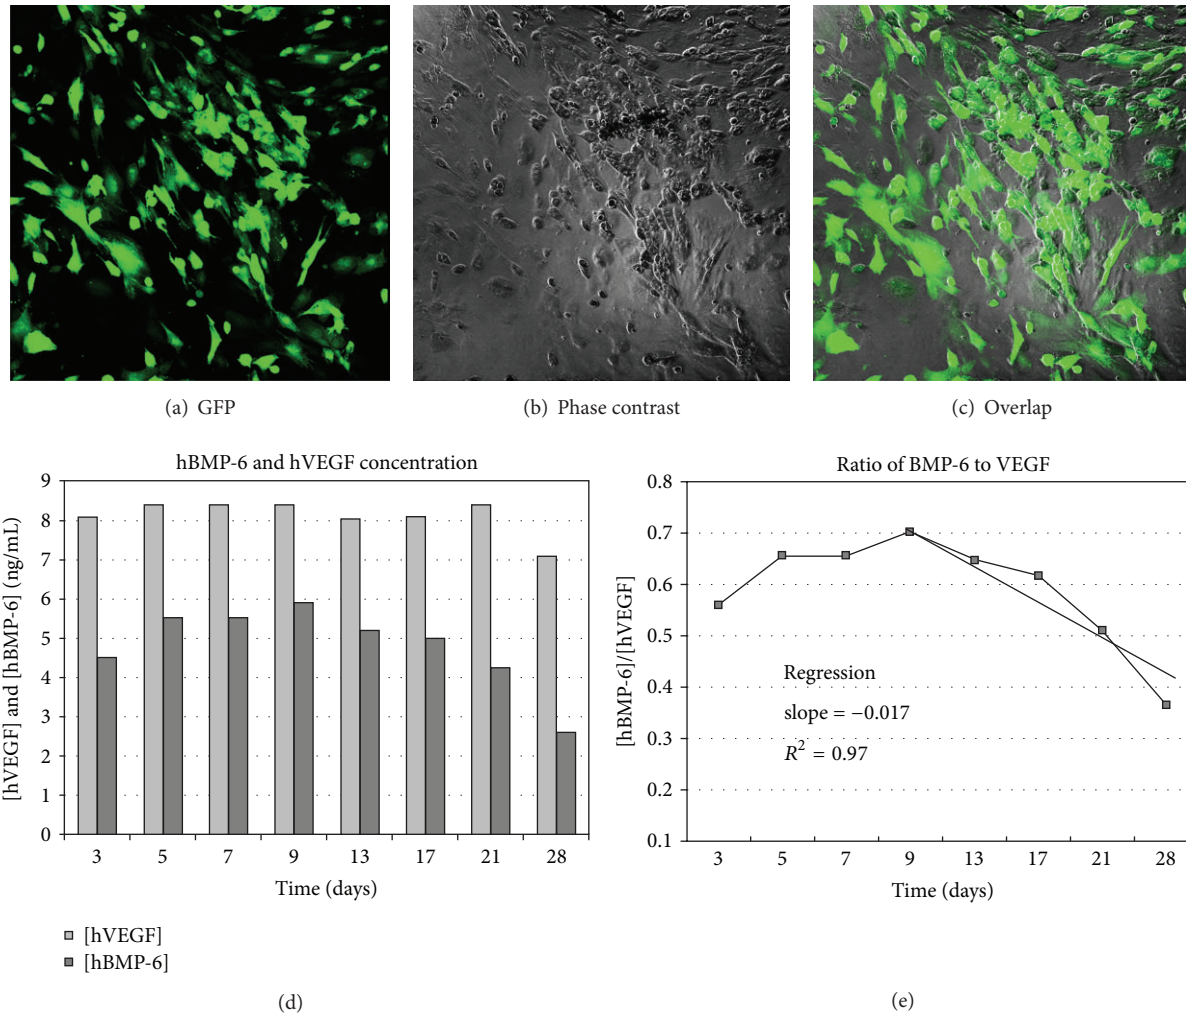 (a) GFP
(b) Phase contrast
(c) Overlap
hBMP-6 and hVEGF concentration
[hVEGF] and [hBMP-6] (ng/mL)
9
8
7
6
5
4
3
2
1
0
3 5 7 9 13 17 21 28
Time (days)
[hVEGF]
[hBMP-6]
(d)
Ratio of BMP-6 to VEGF
[hBMP-6]/[hVEGF]
0.8
0.7
0.6
0.5
0.4
0.3
0.2
0.1
Regression
slope = −0.017
R² = 0.97
3 5 7 9 13 17 21 28
Time (days)
(e)